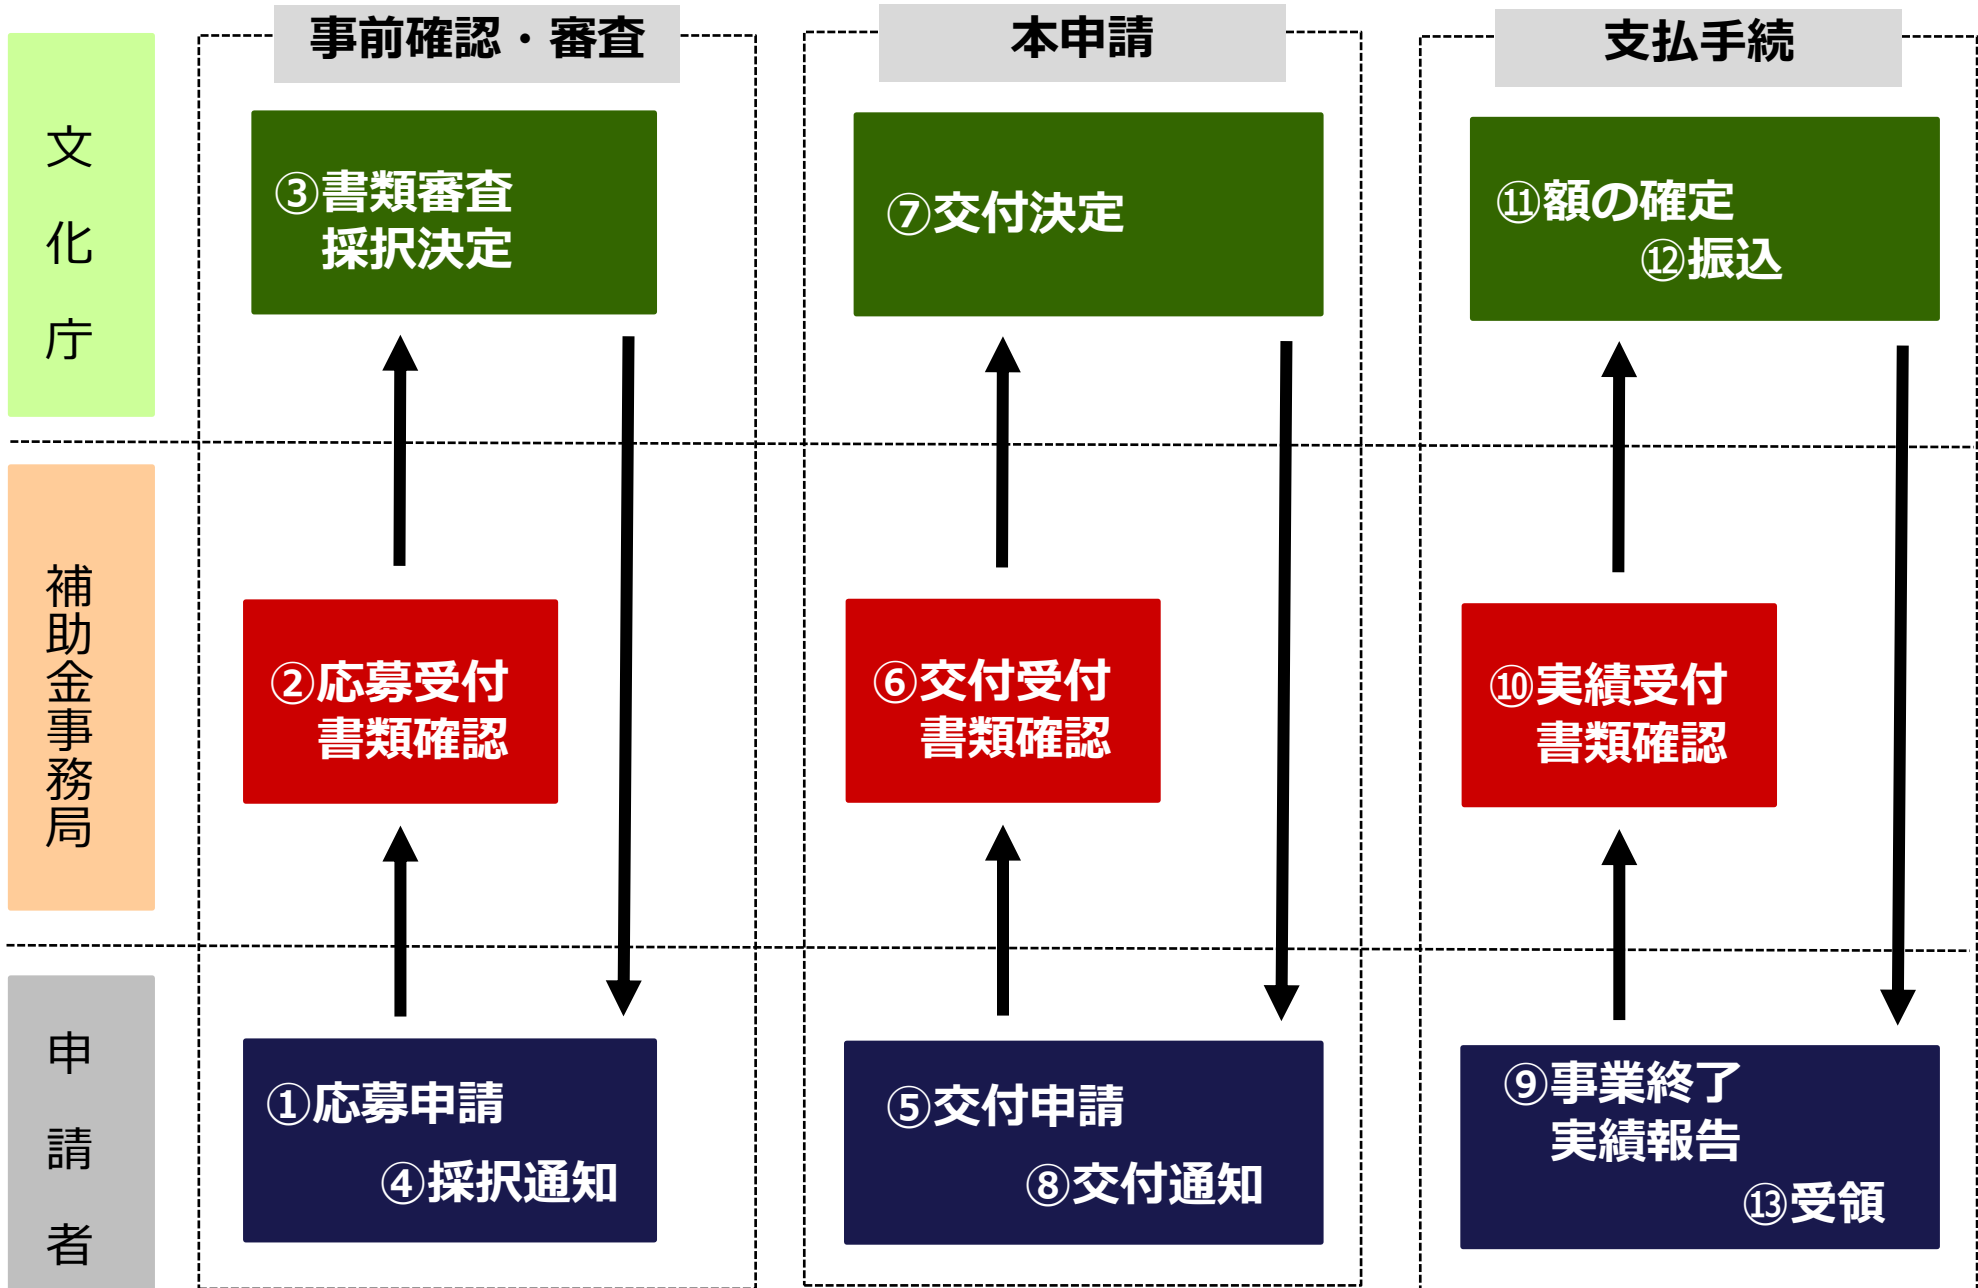 事前確認・審査
本申請
支払手続
文化庁
③書類審査
採択決定
⑦交付決定
⑪額の確定
⑫振込
補助金事務局
②応募受付
書類確認
⑥交付受付
書類確認
⑩実績受付
書類確認
申請者
①応募申請
④採択通知
⑤交付申請
⑧交付通知
⑨事業終了
実績報告
⑬受領